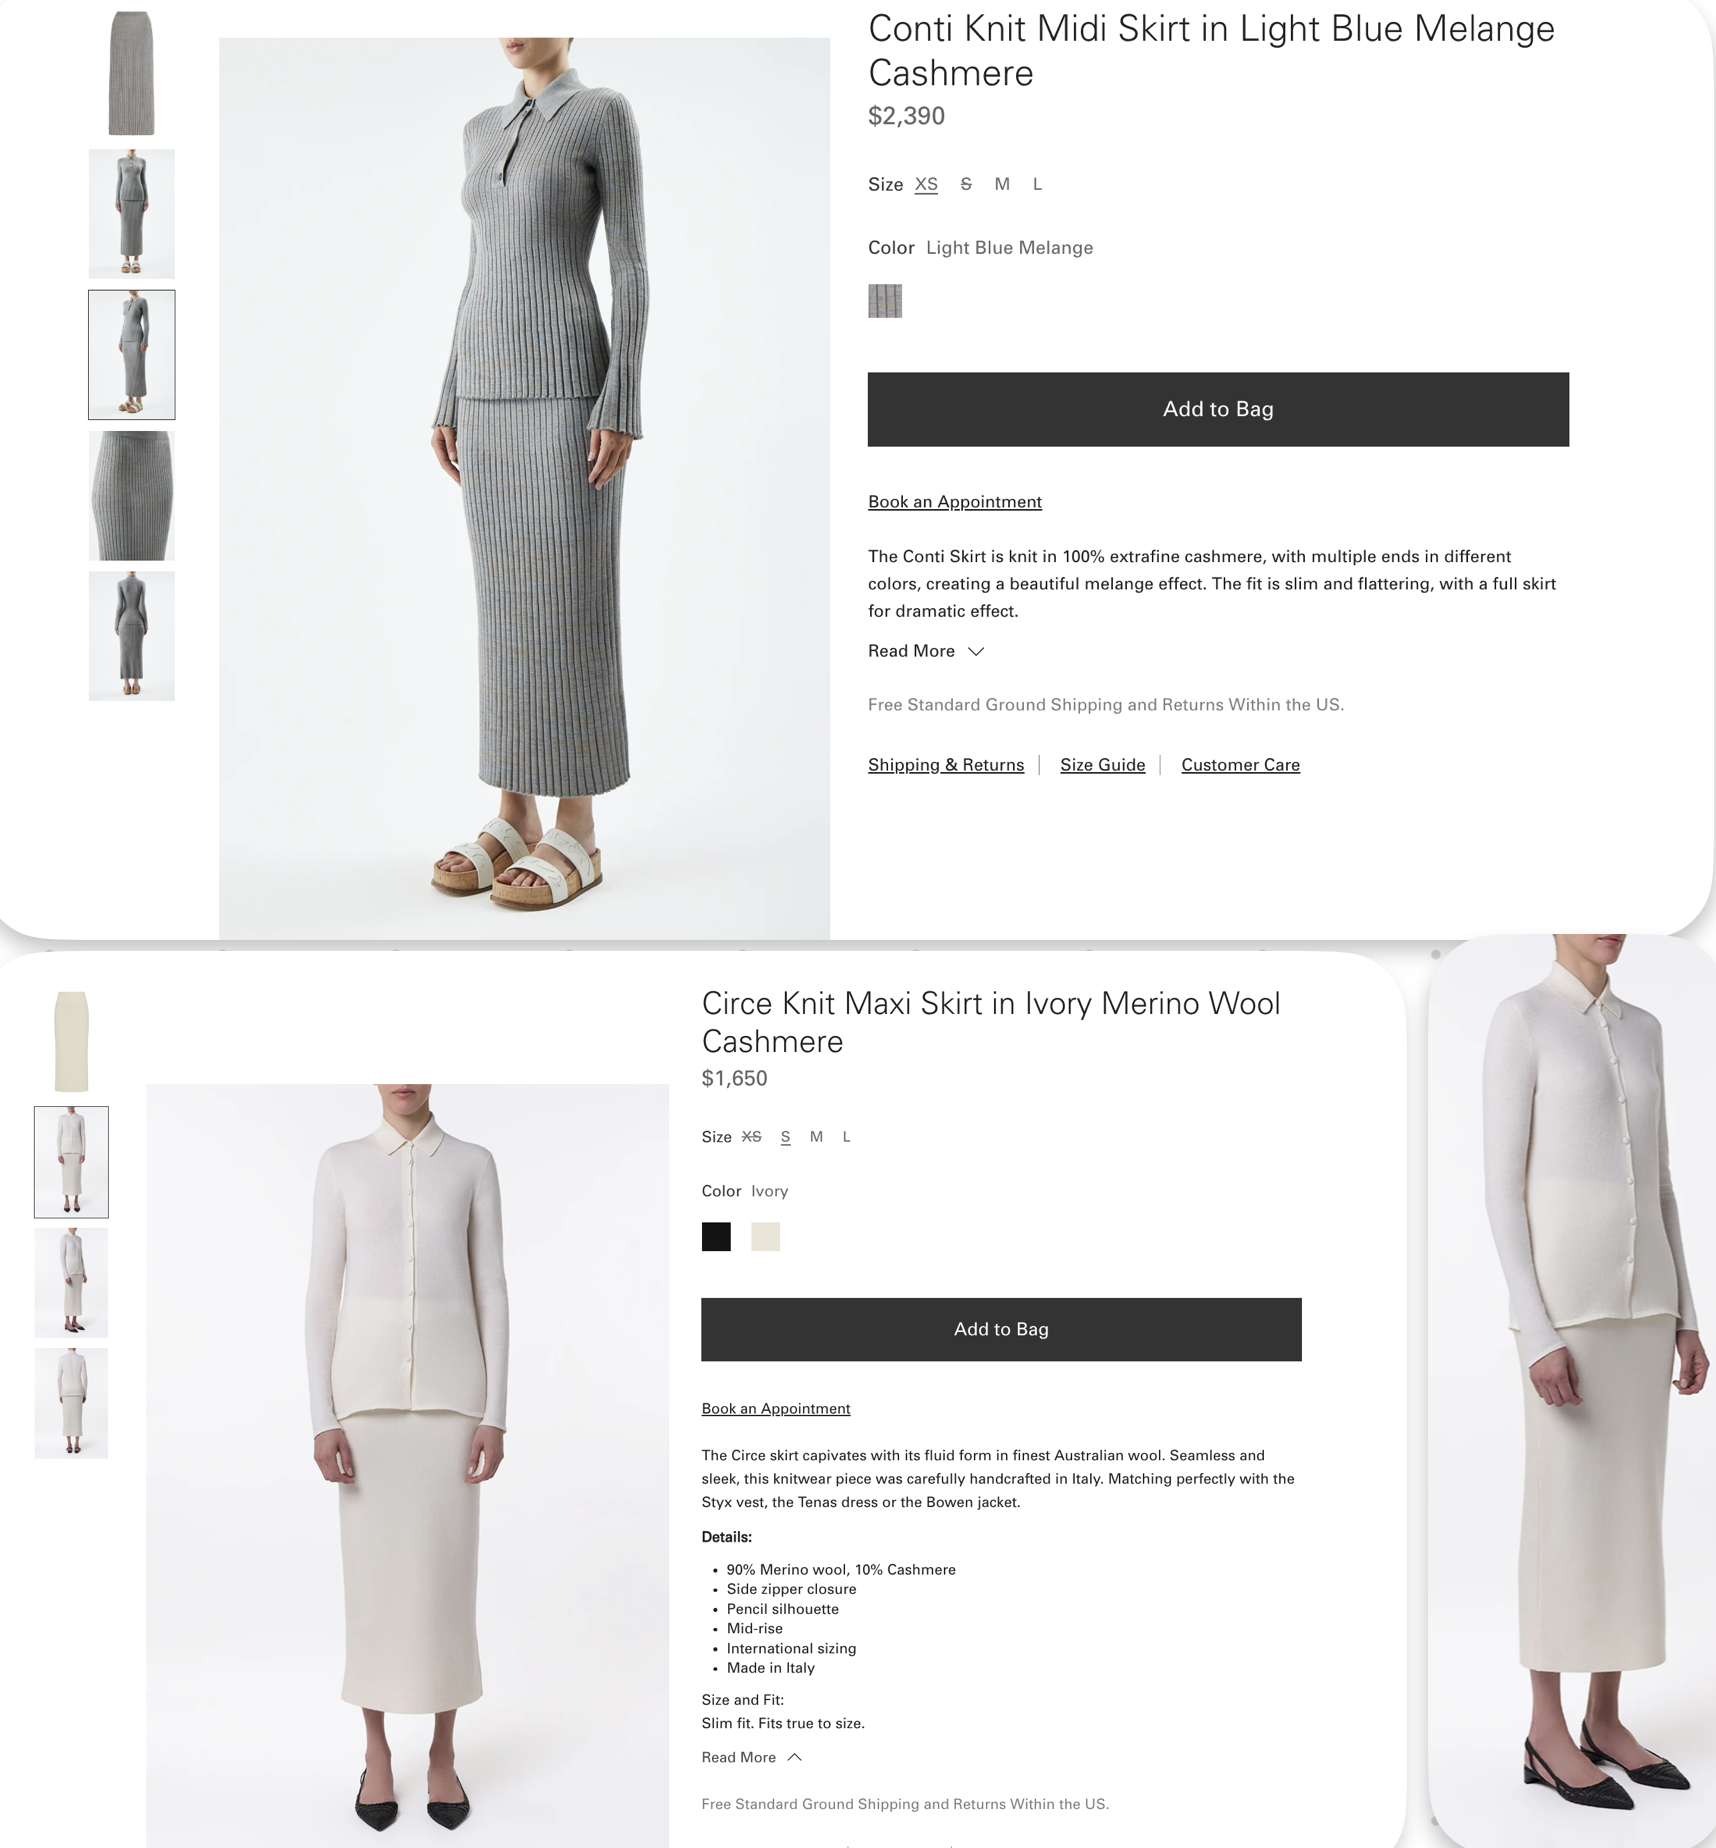 Conti Knit Midi Skirt in Light Blue Melange
Cashmere
$2,390
Size XS S M L
Color Light Blue Melange
Add to Bag
Book an Appointment
The Conti Skirt is knit in 100% extrafine cashmere, with multiple ends in different
colors, creating a beautiful melange effect. The fit is slim and flattering, with a full skirt
for dramatic effect.
Read More
Free Standard Ground Shipping and Returns Within the US.
Shipping & Returns | Size Guide | Customer Care
Circe Knit Maxi Skirt in Ivory Merino Wool
Cashmere
$1,650
Size XS S M L
Color Ivory
Add to Bag
Book an Appointment
The Circe skirt capivates with its fluid form in finest Australian wool. Seamless and
sleek, this knitwear piece was carefully handcrafted in Italy. Matching perfectly with the
Styx vest, the Tenas dress or the Bowen jacket.
Details:
• 90% Merino wool, 10% Cashmere
• Side zipper closure
• Pencil silhouette
• Mid-rise
• International sizing
• Made in Italy
Size and Fit:
Slim fit. Fits true to size.
Read More
Free Standard Ground Shipping and Returns Within the US.